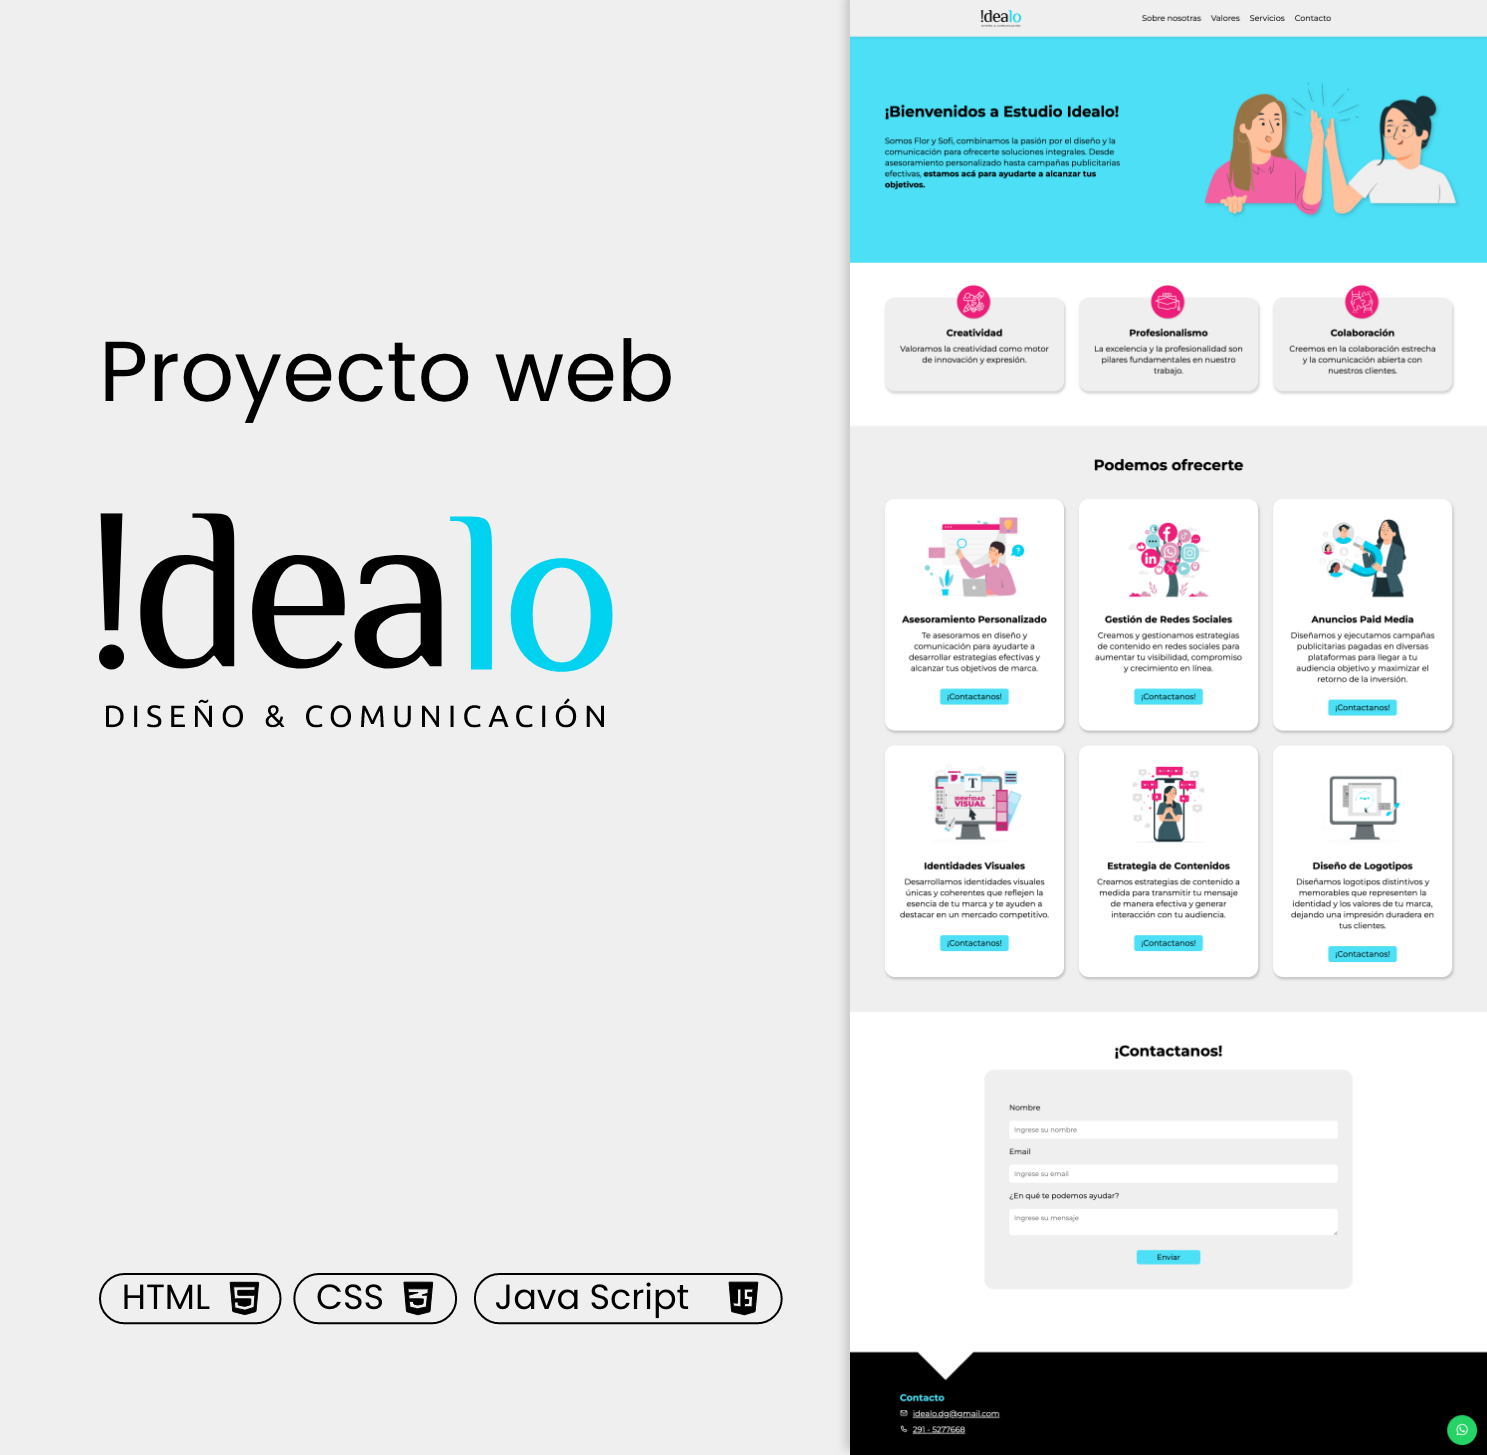 Proyecto web
!dealo
DISEÑO & COMUNICACIÓN
HTML
CSS
Java Script
!dealo
DISEÑO & COMUNICACIÓN
Sobre nosotras Valores Servicios Contacto
¡Bienvenidos a Estudio Idealo!
Somos Flor y Sofi, combinamos la pasión por el diseño y la
comunicación para ofrecerte soluciones integrales. Desde
asesoramiento personalizado hasta campañas publicitarias
efectivas, estamos acá para ayudarte a alcanzar tus
objetivos.
Creatividad
Valoramos la creatividad como motor
de innovación y expresión.
Profesionalismo
La excelencia y la profesionalidad son
pilares fundamentales en nuestro
trabajo.
Colaboración
Creemos en la colaboración estrecha
y la comunicación abierta con
nuestros clientes.
Podemos ofrecerte
Asesoramiento Personalizado
Te asesoramos en diseño y
comunicación para ayudarte a
desarrollar estrategias efectivas y
alcanzar tus objetivos de marca.
¡Contactanos!
Gestión de Redes Sociales
Creamos y gestionamos estrategias
de contenido en redes sociales para
aumentar tu visibilidad, compromiso
y crecimiento en línea.
¡Contactanos!
Anuncios Paid Media
Diseñamos y ejecutamos campañas
publicitarias pagadas en diversas
plataformas para llegar a tu
audiencia objetivo y maximizar el
retorno de la inversión.
¡Contactanos!
T
IDENTIDAD
VISUAL
Identidades Visuales
Desarrollamos identidades visuales
únicas y coherentes que reflejen la
esencia de tu marca y te ayuden a
destacar en un mercado competitivo.
¡Contactanos!
Estrategia de Contenidos
Creamos estrategias de contenido a
medida para transmitir tu mensaje
de manera efectiva y generar
interacción con tu audiencia.
¡Contactanos!
Diseño de Logotipos
Diseñamos logotipos distintivos y
memorables que representen la
identidad y los valores de tu marca,
dejando una impresión duradera en
tus clientes.
¡Contactanos!
¡Contactanos!
Nombre
Ingrese su nombre
Email
Ingrese su email
¿En qué te podemos ayudar?
Ingrese su mensaje
Enviar
Contacto
idealo.dg@gmail.com
291 - 5277668